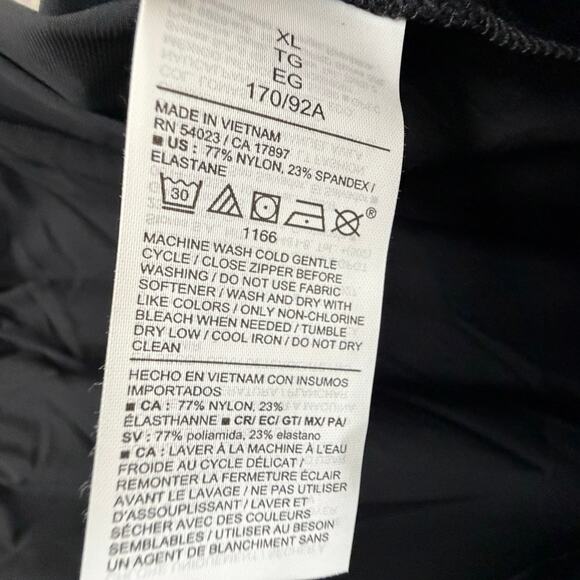 XL
TG
EG
170/92A
MADE IN VIETNAM
RN 54023 / CA 17897
■ US : 77% NYLON, 23% SPANDEX /
ELASTANE
30
®
1166
MACHINE WASH COLD GENTLE
CYCLE / CLOSE ZIPPER BEFORE
WASHING / DO NOT USE FABRIC
SOFTENER / WASH AND DRY WITH
LIKE COLORS / ONLY NON-CHLORINE
BLEACH WHEN NEEDED / TUMBLE
DRY LOW / COOL IRON / DO NOT DRY
CLEAN
HECHO EN VIETNAM CON INSUMOS
IMPORTADOS
■ CA : 77% NYLON, 23%
ÉLASTHANNE ■ CR/ EC/ GT/ MX/ PA/
SV : 77% poliamida, 23% elastano
■ CA : LAVER À LA MACHINE À L'EAU
FROIDE AU CYCLE DÉLICAT /
REMONTER LA FERMETURE ÉCLAIR
AVANT LE LAVAGE / NE PAS UTILISER
D'ASSOUPLISSANT / LAVER ET
SÉCHER AVEC DES COULEURS
SEMBLABLES / UTILISER AU BESOIN
UN AGENT DE BLANCHIMENT SANS